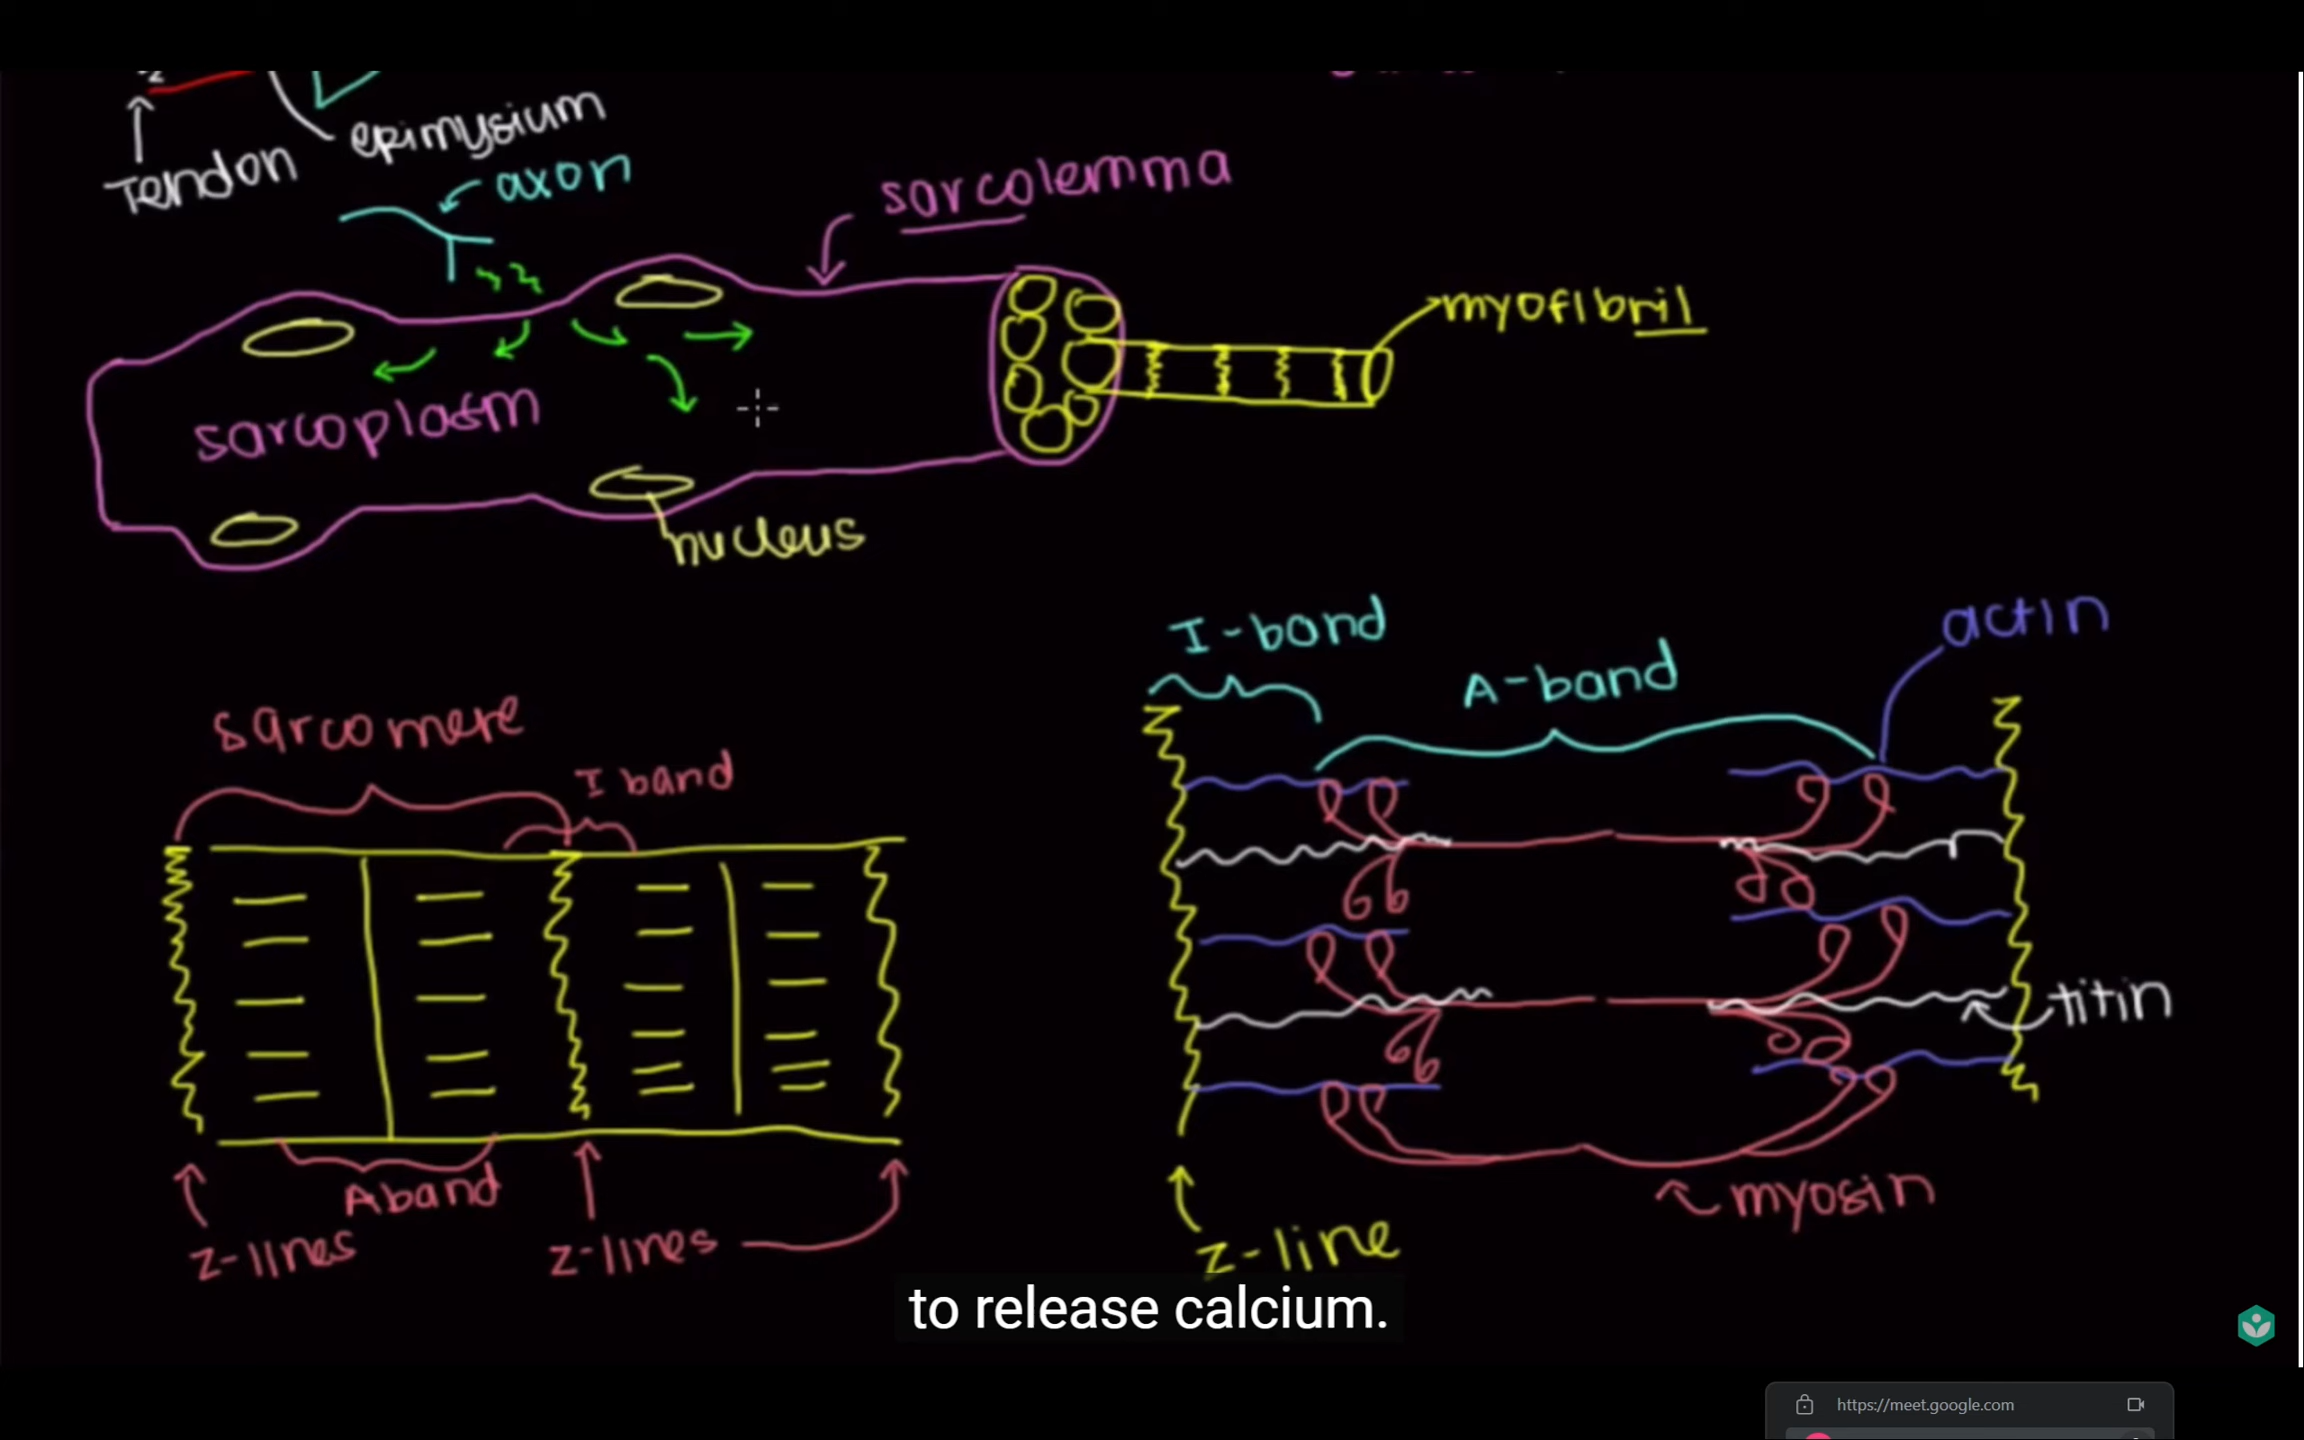 Tendon
epimysium
axon
sarcolemma
myofibril
sarcoplasm
nucleus
I-band
A-band
actin
sarcomere
I band
titin
A band
z-lines
z-lines
z-line
myosin
to release calcium.
https://meet.google.com